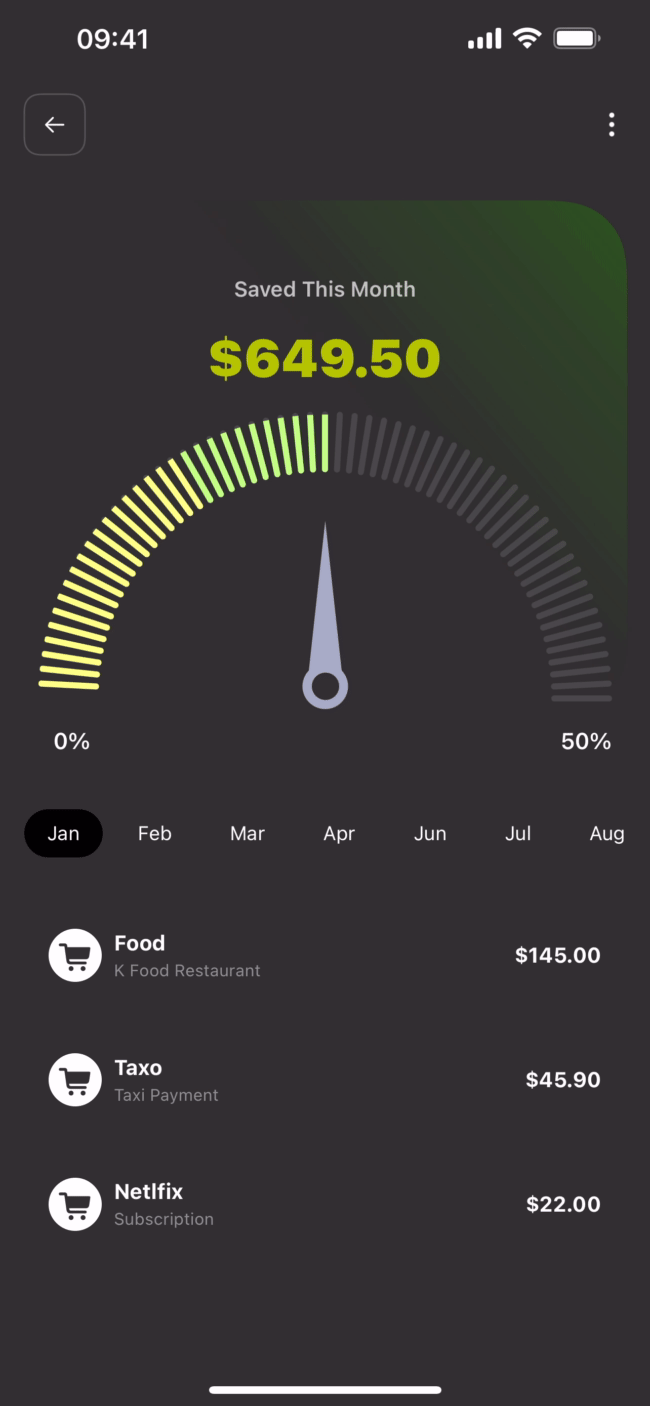 09:41
Saved This Month
$649.50
0% 50%
Jan Feb Mar Apr Jun Jul Aug
Food
K Food Restaurant
$145.00
Taxo
Taxi Payment
$45.90
Netlfix
Subscription
$22.00